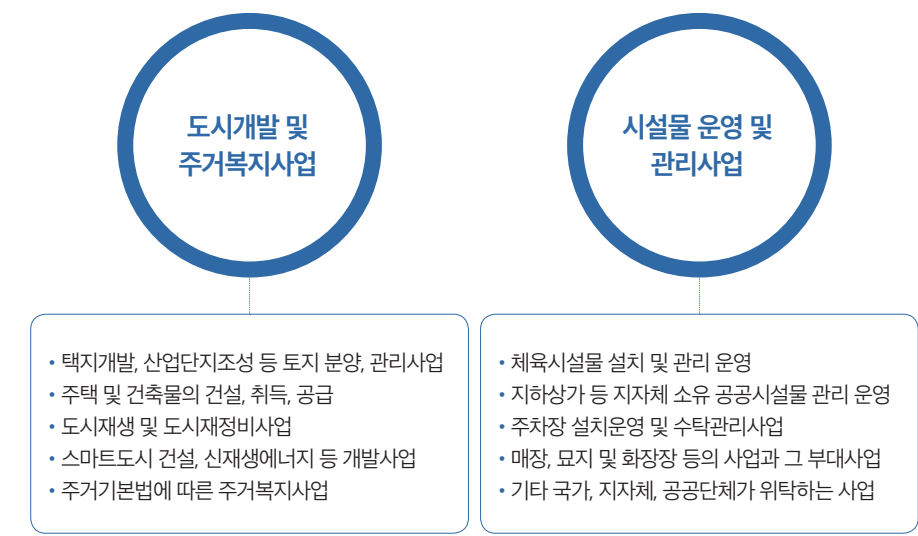 도시개발 및
주거복지사업
• 택지개발, 산업단지조성 등 토지 분양, 관리사업
• 주택 및 건축물의 건설, 취득, 공급
• 도시재생 및 도시재정비사업
• 스마트도시 건설, 신재생에너지 등 개발사업
• 주거기본법에 따른 주거복지사업
시설물 운영 및
관리사업
• 체육시설물 설치 및 관리 운영
• 지하상가 등 지자체 소유 공공시설물 관리 운영
• 주차장 설치운영 및 수탁관리사업
• 매장, 묘지 및 화장장 등의 사업과 그 부대사업
• 기타 국가, 지자체, 공공단체가 위탁하는 사업